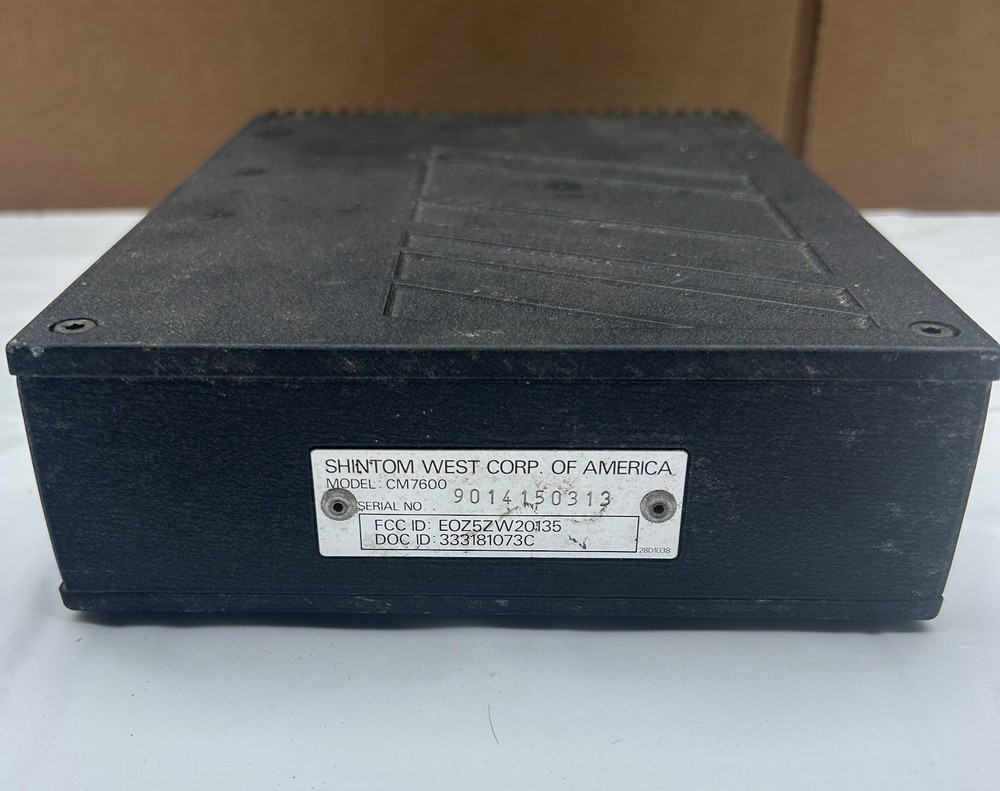 SHINTOM WEST CORP. OF AMERICA
MODEL: CM7600
SERIAL NO 9014150313
FCC ID: EOZ5ZW20135
DOC ID: 333181073C
28D1038